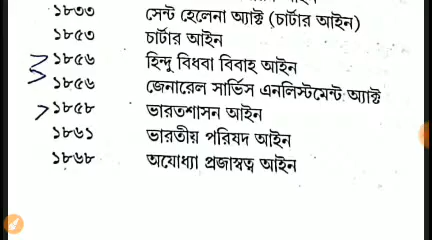 ১৮৩৩ সেন্ট হেলেনা অ্যাক্ট (চার্টার আইন)
১৮৫৩ চার্টার আইন
১৮৫৬ হিন্দু বিধবা বিবাহ আইন
১৮৫৬ জেনারেল সার্ভিস এনলিস্টমেন্ট অ্যাক্ট
১৮৫৮ ভারতশাসন আইন
১৮৬১ ভারতীয় পরিষদ আইন
১৮৬৮ অযোধ্যা প্রজাস্বত্ব আইন